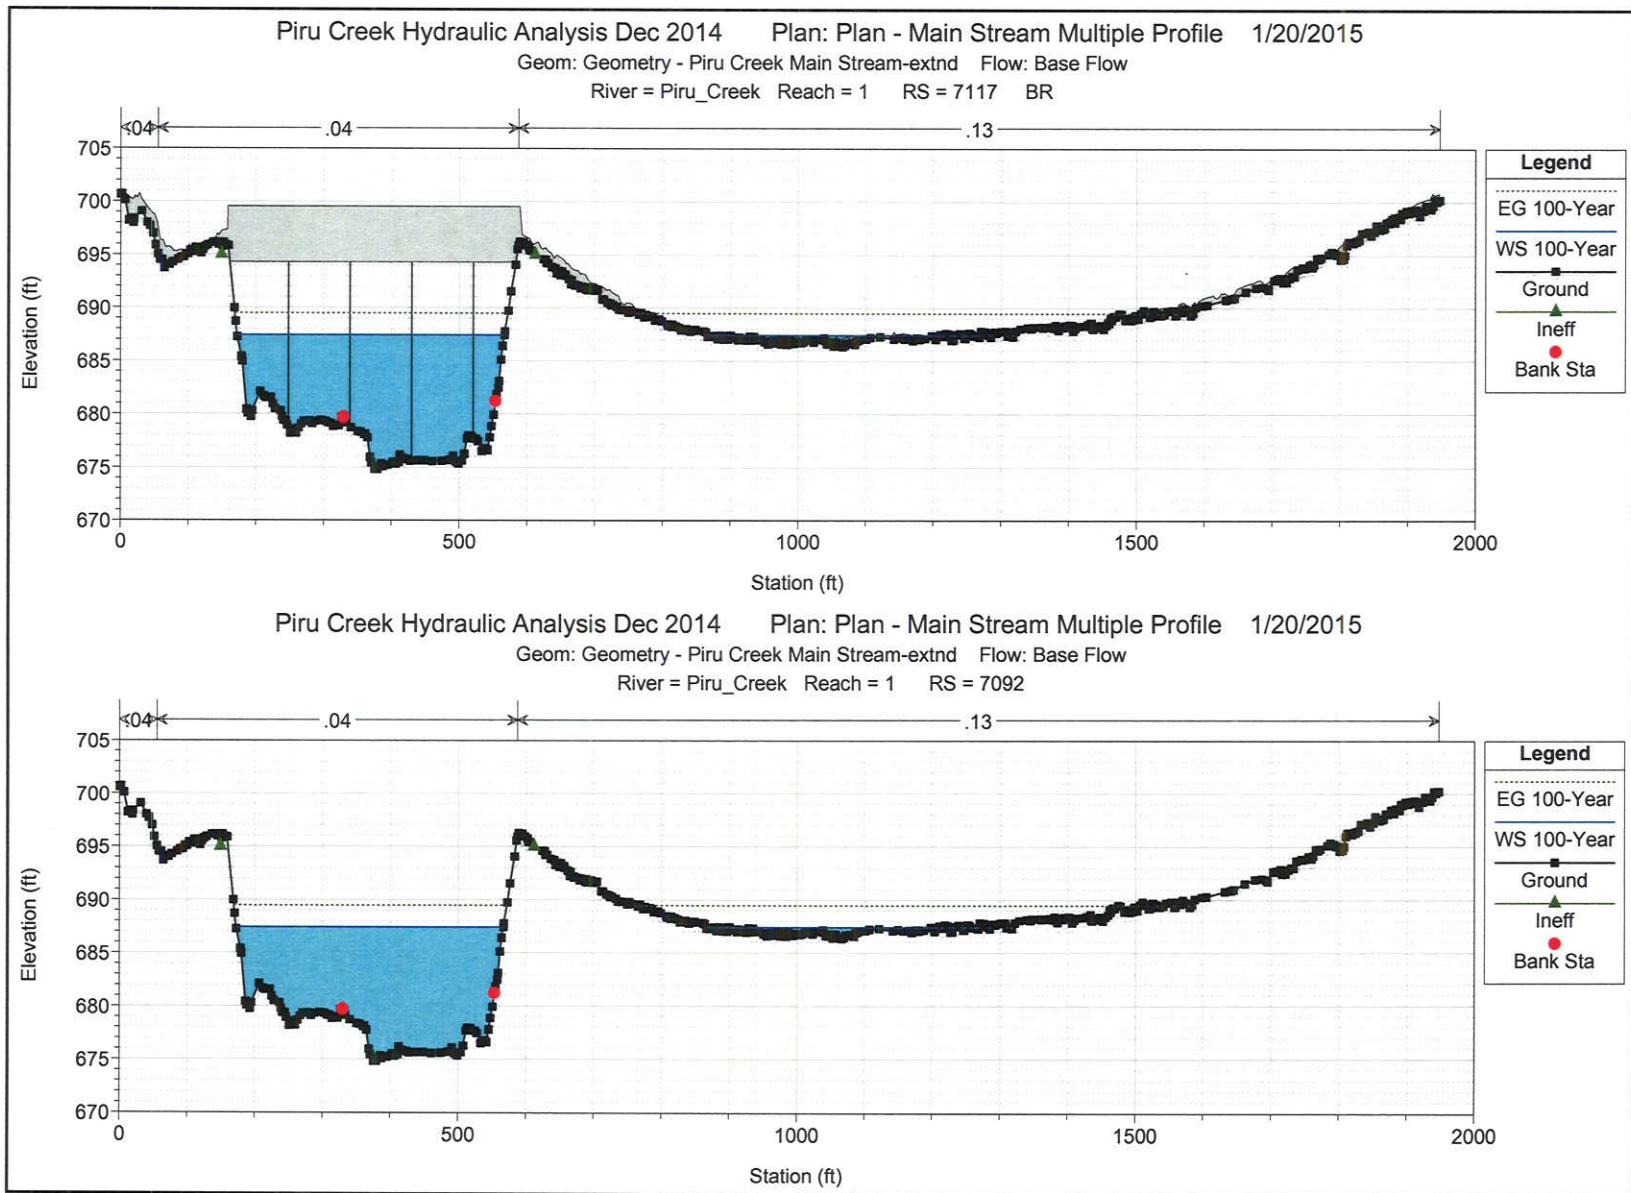 Piru Creek Hydraulic Analysis Dec 2014 Plan: Plan - Main Stream Multiple Profile 1/20/2015
Geom: Geometry - Piru Creek Main Stream-extnd Flow: Base Flow
River = Piru_Creek Reach = 1 RS = 7117 BR
.04 .04 .13
705
700
695
690
685
680
675
670
Elevation (ft)
0 500 1000 1500 2000
Station (ft)
Legend
EG 100-Year
WS 100-Year
Ground
Ineff
Bank Sta
Piru Creek Hydraulic Analysis Dec 2014 Plan: Plan - Main Stream Multiple Profile 1/20/2015
Geom: Geometry - Piru Creek Main Stream-extnd Flow: Base Flow
River = Piru_Creek Reach = 1 RS = 7092
.04 .04 .13
705
700
695
690
685
680
675
670
Elevation (ft)
0 500 1000 1500 2000
Station (ft)
Legend
EG 100-Year
WS 100-Year
Ground
Ineff
Bank Sta